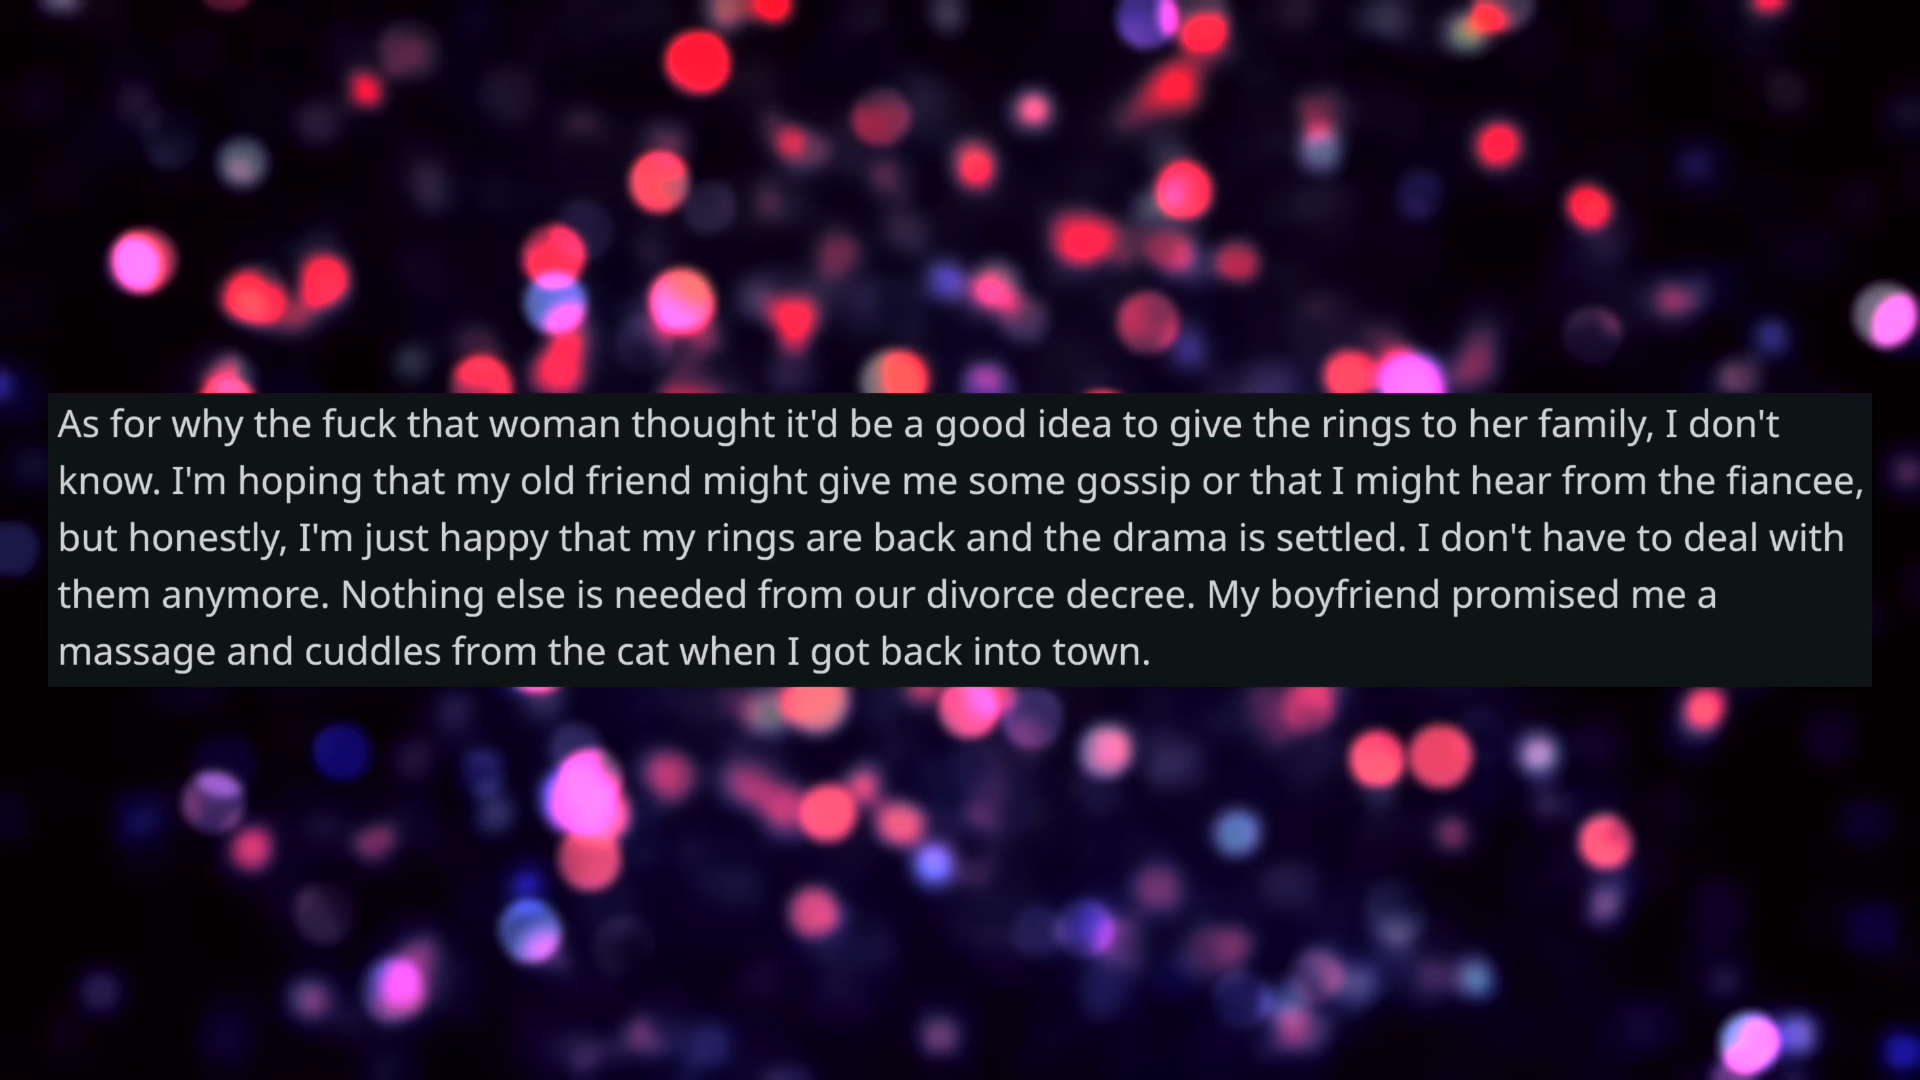 As for why the fuck that woman thought it'd be a good idea to give the rings to her family, I don't
know. I'm hoping that my old friend might give me some gossip or that I might hear from the fiancee,
but honestly, I'm just happy that my rings are back and the drama is settled. I don't have to deal with
them anymore. Nothing else is needed from our divorce decree. My boyfriend promised me a
massage and cuddles from the cat when I got back into town.